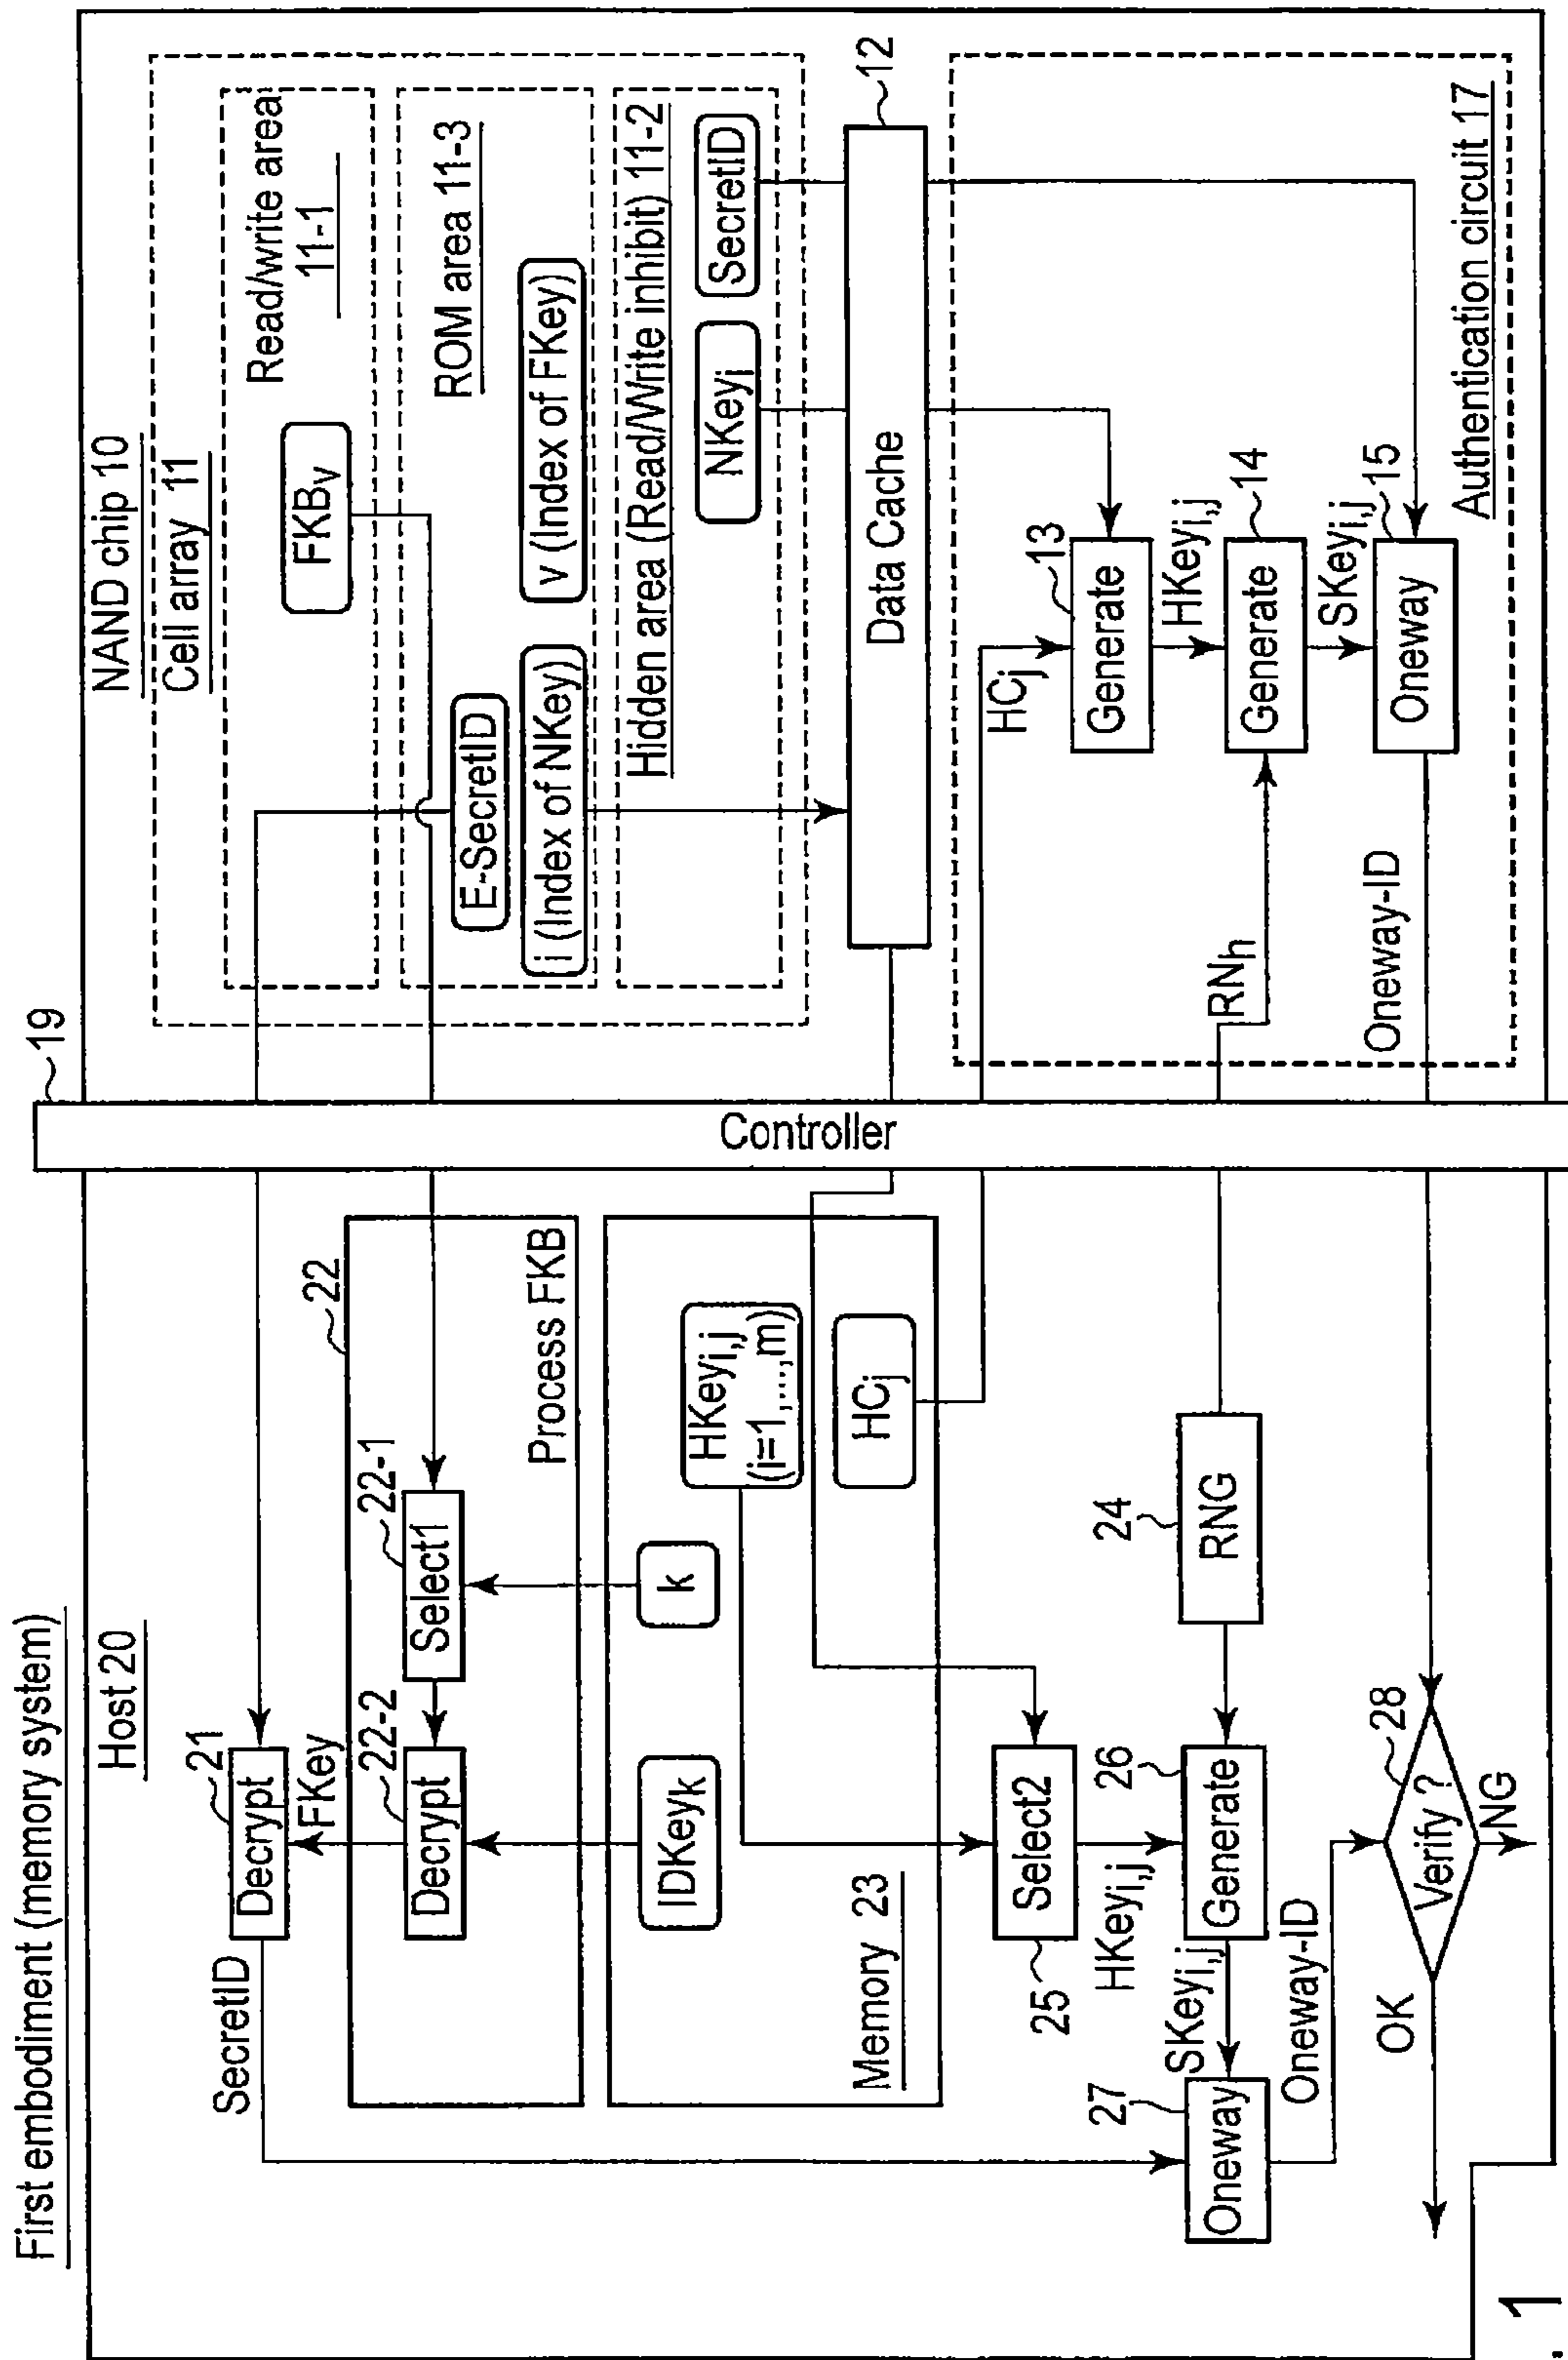 First embodiment (memory system)
Host 20
21
Decrypt
SecretID
FKey
22
22-1
Select1
22-2
Decrypt
Process FKB
k
IDKeyk
HKeyi,j
(i=1,...,m)
HCj
Memory 23
Select2
25
HKeyi,j
24
RNG
26
Generate
SKeyi,j
27
Oneway
Oneway-ID
28
Verify ?
NG
OK
19
Controller
NAND chip 10
Cell array 11
Read/write area
11-1
FKBv
ROM area 11-3
E-SecretID
i (Index of NKey)
v (Index of FKey)
Hidden area (Read/Write inhibit) 11-2
NKeyi
SecretID
12
Data Cache
HCj
13
Generate
HKeyi,j
RNh
14
Generate
SKeyi,j
15
Oneway
Oneway-ID
Authentication circuit 17
. 1